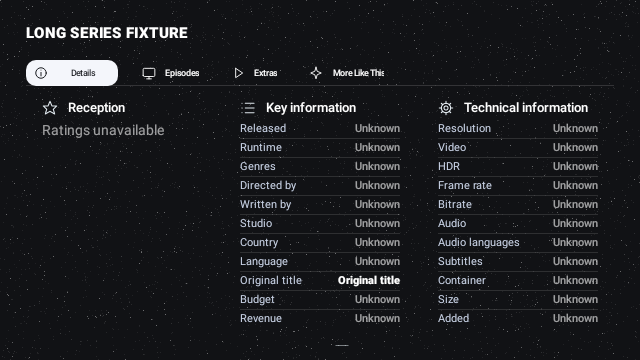 LONG SERIES FIXTURE
Details Episodes Extras More Like This
Reception
Ratings unavailable
Key information
Released Unknown
Runtime Unknown
Genres Unknown
Directed by Unknown
Written by Unknown
Studio Unknown
Country Unknown
Language Unknown
Original title Original title
Budget Unknown
Revenue Unknown
Technical information
Resolution Unknown
Video Unknown
HDR Unknown
Frame rate Unknown
Bitrate Unknown
Audio Unknown
Audio languages Unknown
Subtitles Unknown
Container Unknown
Size Unknown
Added Unknown